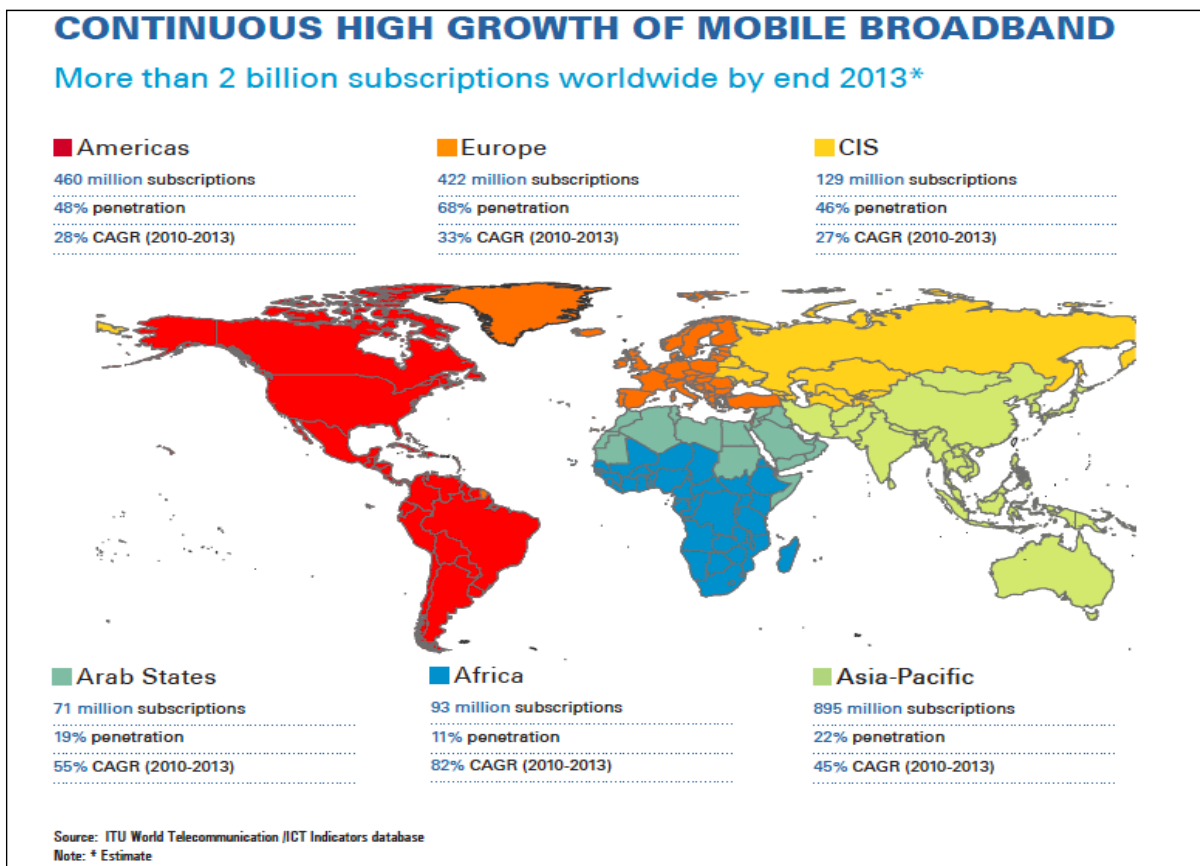 CONTINUOUS HIGH GROWTH OF MOBILE BROADBAND
More than 2 billion subscriptions worldwide by end 2013*
Americas
460 million subscriptions
48% penetration
28% CAGR (2010-2013)
Europe
422 million subscriptions
68% penetration
33% CAGR (2010-2013)
CIS
129 million subscriptions
46% penetration
27% CAGR (2010-2013)
Arab States
71 million subscriptions
19% penetration
55% CAGR (2010-2013)
Africa
93 million subscriptions
11% penetration
82% CAGR (2010-2013)
Asia-Pacific
895 million subscriptions
22% penetration
45% CAGR (2010-2013)
Source: ITU World Telecommunication /ICT Indicators database
Note: * Estimate